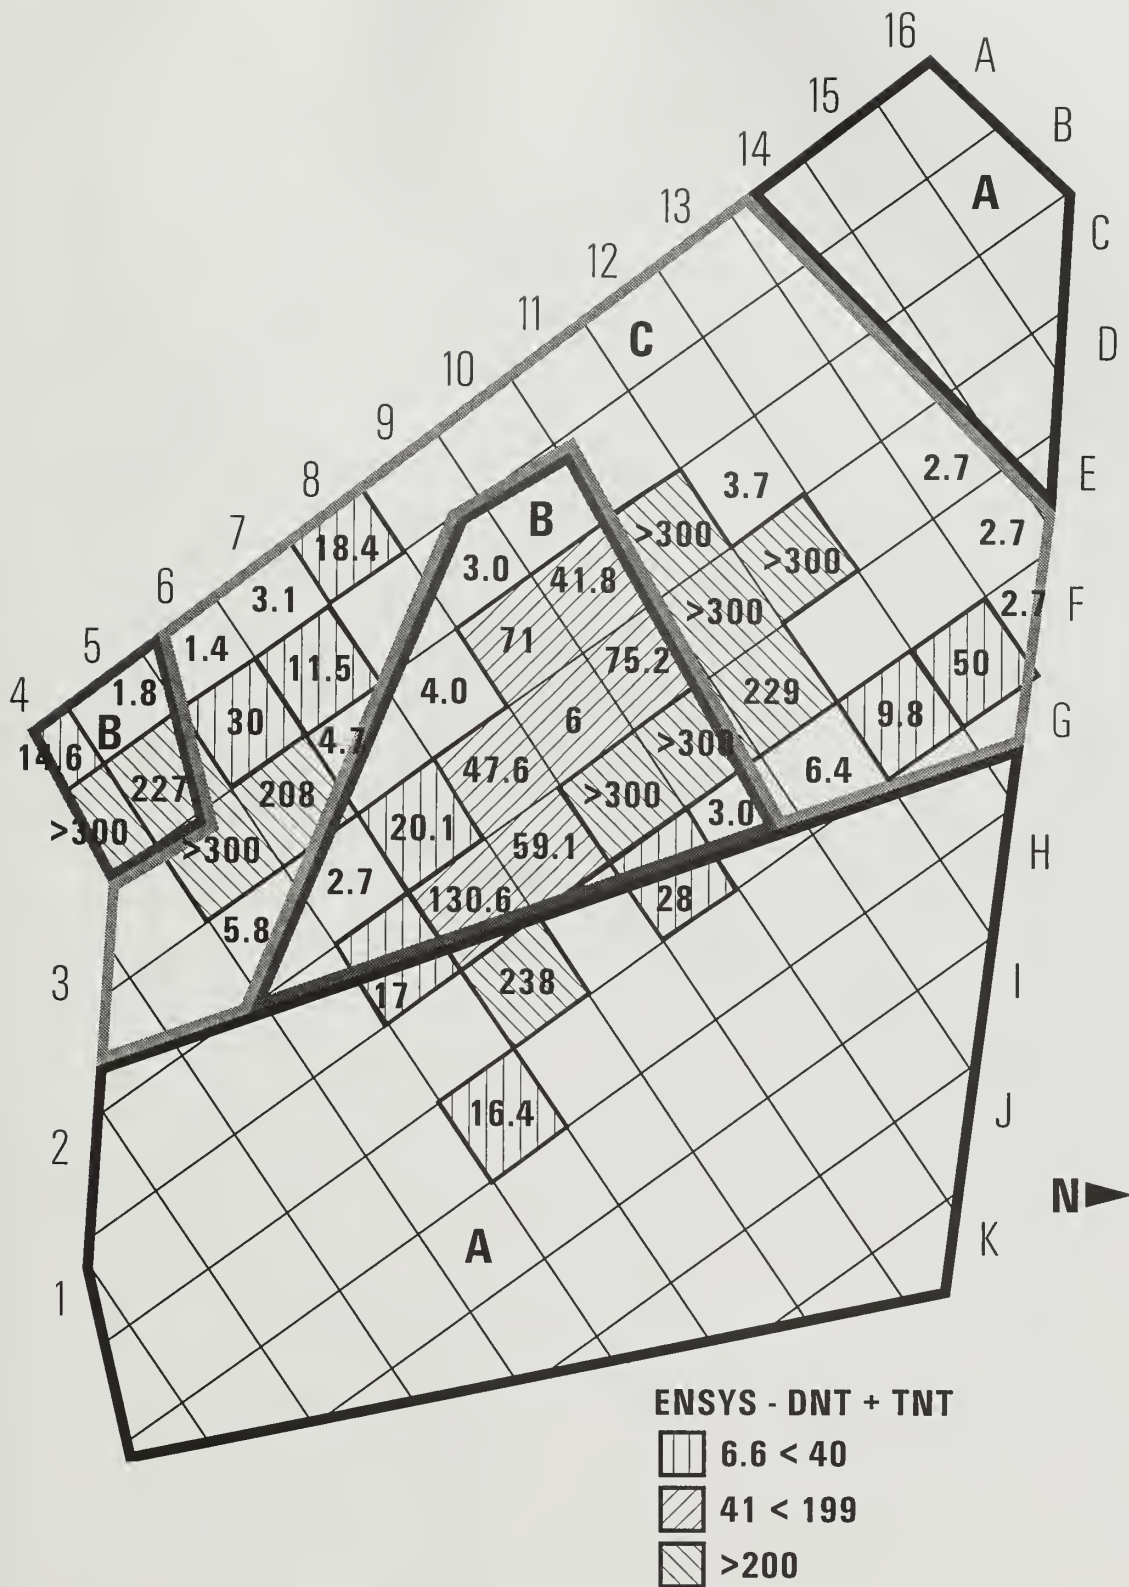 16
A
15
B
14
A
13
C
12
11
C
D
10
9
E
2.7
8
3.7
>300
2.7
B
18.4
7
>300
3.0
41.8
3.1
6
2.7
F
>300
5
1.4
71
11.5
75.2
50
4
1.8
4.0
229
9.8
B
30
6
G
14.6
4.7
>300
227
208
47.6
6.4
>300
3.0
>300
20.1
>300
59.1
H
2.7
130.6
28
5.8
3
17
238
I
16.4
J
2
N
A
K
1
ENSYS - DNT + TNT
6.6 < 40
41 < 199
>200